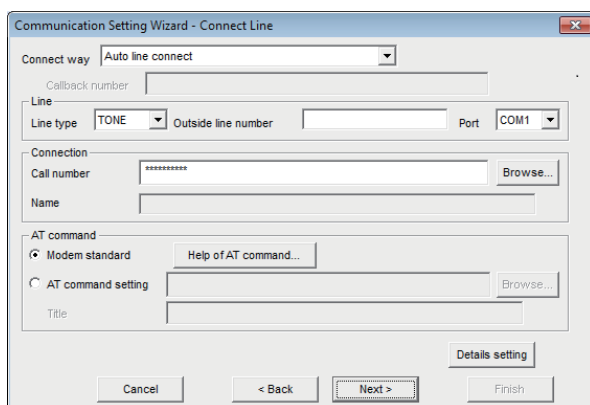 Communication Setting Wizard - Connect Line
Connect way Auto line connect
Callback number
Line
Line type TONE Outside line number Port COM1
Connection
Call number ********** Browse...
Name
AT command
Modem standard Help of AT command...
AT command setting Browse...
Title
Details setting
Cancel < Back Next > Finish